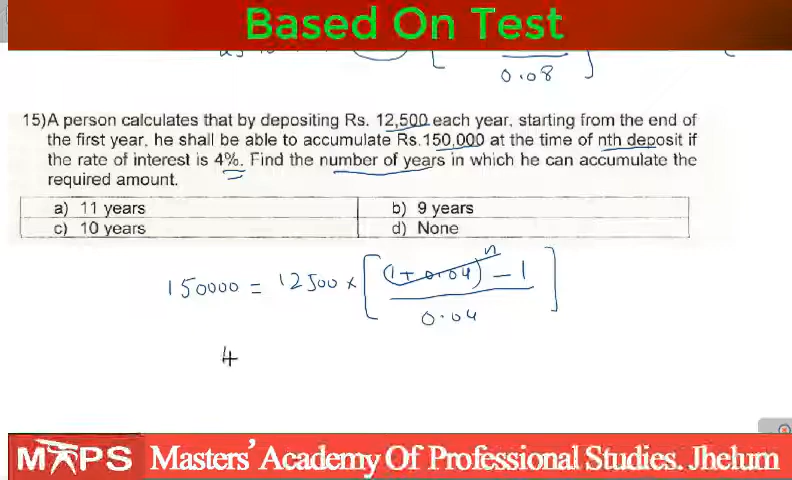 Based On Test
0.08
15)A person calculates that by depositing Rs. 12,500 each year, starting from the end of
the first year, he shall be able to accumulate Rs.150,000 at the time of nth deposit if
the rate of interest is 4%. Find the number of years in which he can accumulate the
required amount.
a) 11 years b) 9 years
c) 10 years d) None
150000 = 12500 × [ (1+0.04)^n - 1
0.04 ]
4
MAPS Masters' Academy Of Professional Studies. Jhelum